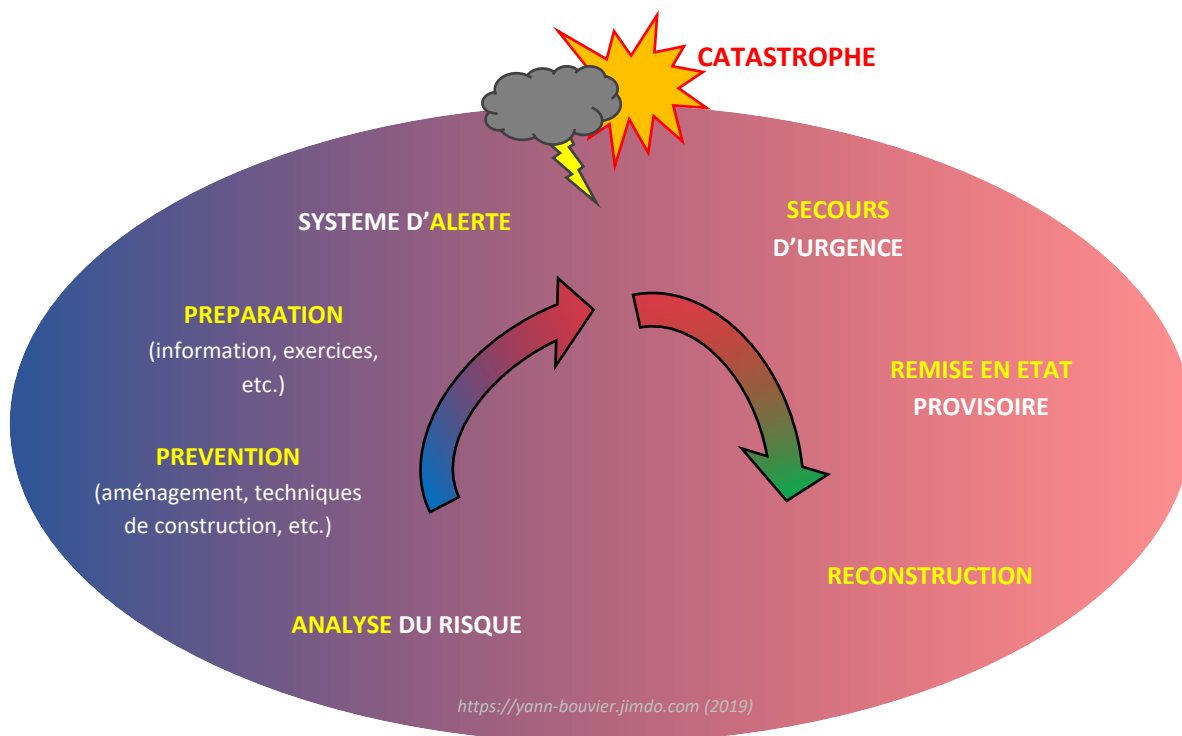 CATASTROPHE
SYSTEME D’ALERTE
SECOURS
D’URGENCE
PREPARATION
(information, exercices,
etc.)
REMISE EN ETAT
PROVISOIRE
PREVENTION
(aménagement, techniques
de construction, etc.)
RECONSTRUCTION
ANALYSE DU RISQUE
https://yann-bouvier.jimdo.com (2019)